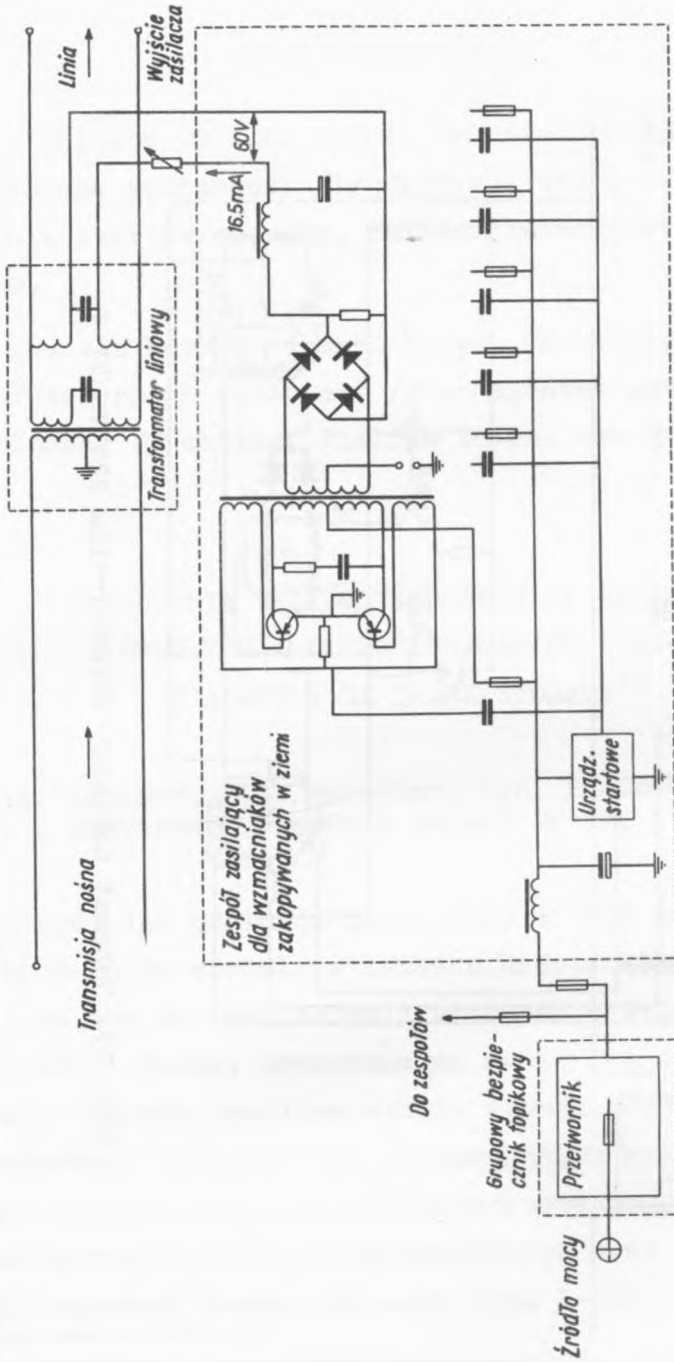 Linia
Wyjście
zasilacza
Transformator liniowy
60V
16.5mA
Transmisja nośna
Zespół zasilający
dla wzmacniaków
zakopywanych w ziemi
Urządz.
startowe
Do zespołów
Grupowy bezpie-
cznik topikowy
Przetwornik
Źródło mocy